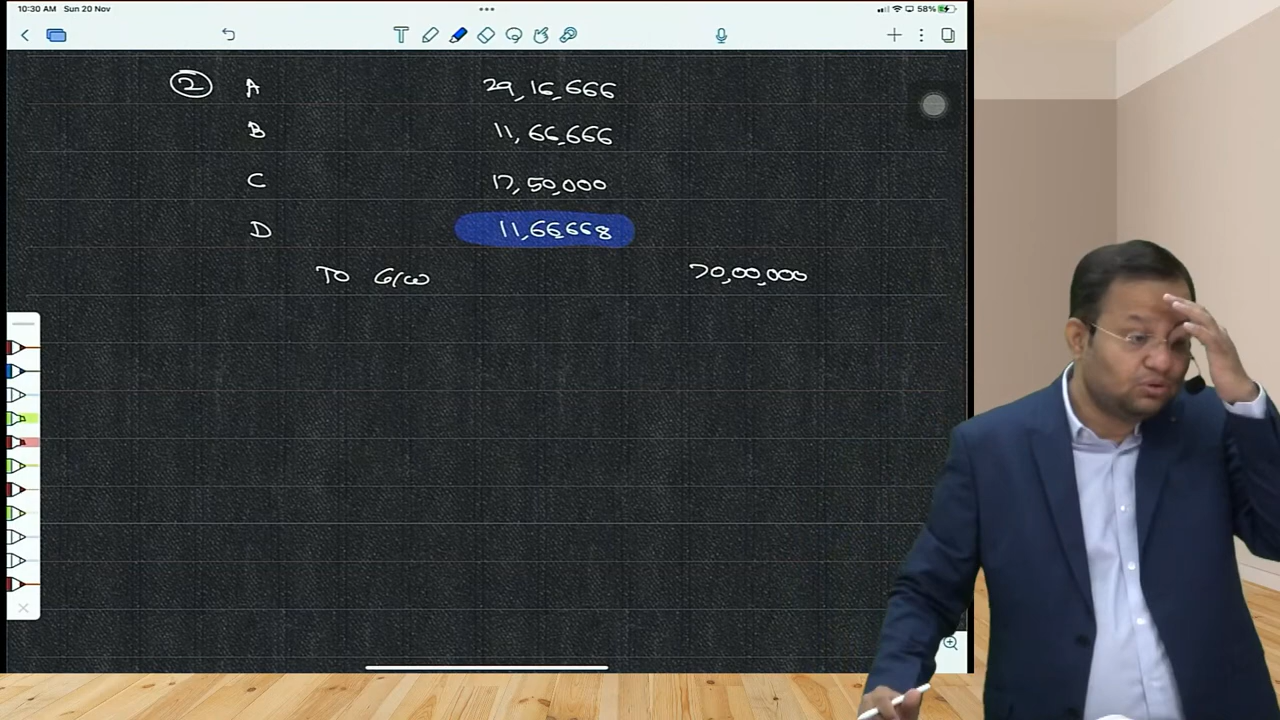 10:30 AM Sun 20 Nov
58%
2 A 29,16,666
B 11,66,666
C 17,50,000
D 11,66,668
TO G/W 70,00,000